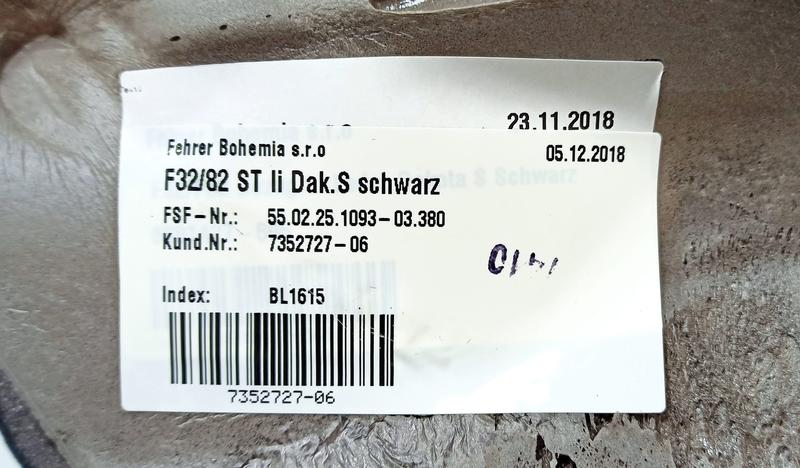 23.11.2018
Fehrer Bohemia s.r.o
05.12.2018
F32/82 ST li Dak.S schwarz
FSF-Nr.: 55.02.25.1093-03.380
Kund.Nr.: 7352727-06
Index: BL1615
7352727-06